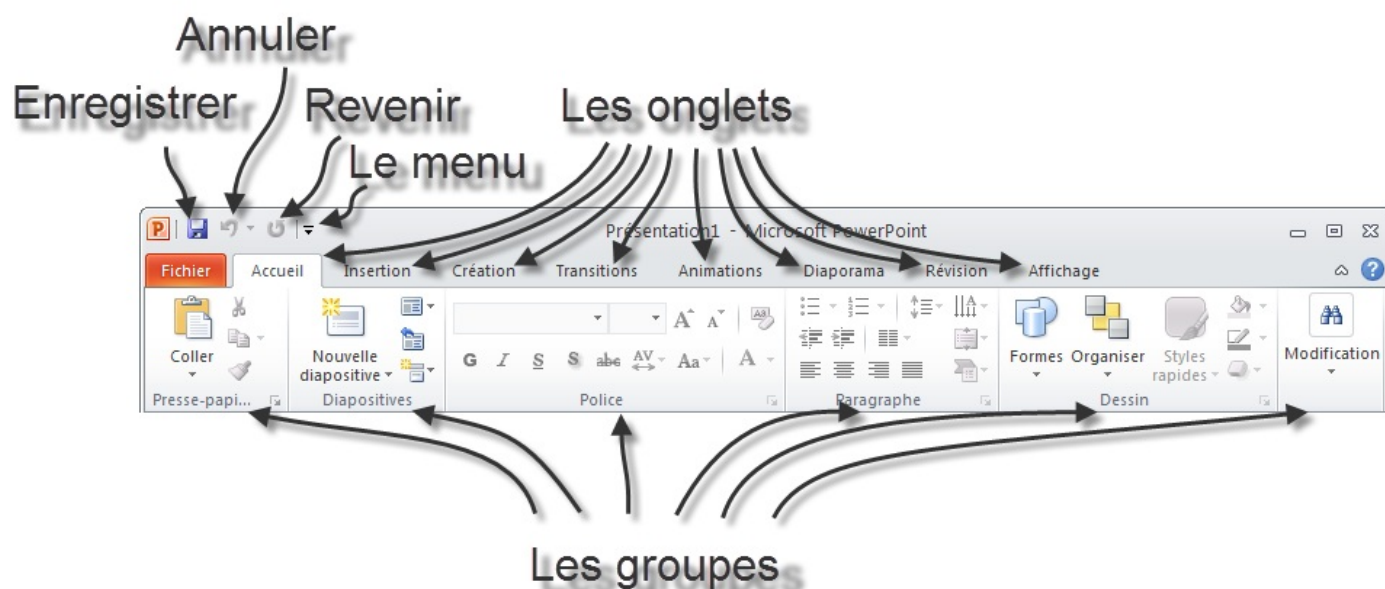 Annuler
Enregistrer Revenir Les onglets
Le menu
Présentation1 - Microsoft PowerPoint
Fichier Accueil Insertion Création Transitions Animations Diaporama Révision Affichage
Coller Nouvelle diapositive G I S S abc AV Aa A Formes Organiser Styles rapides Modification
Presse-papi... Diapositives Police Paragraphe Dessin
Les groupes